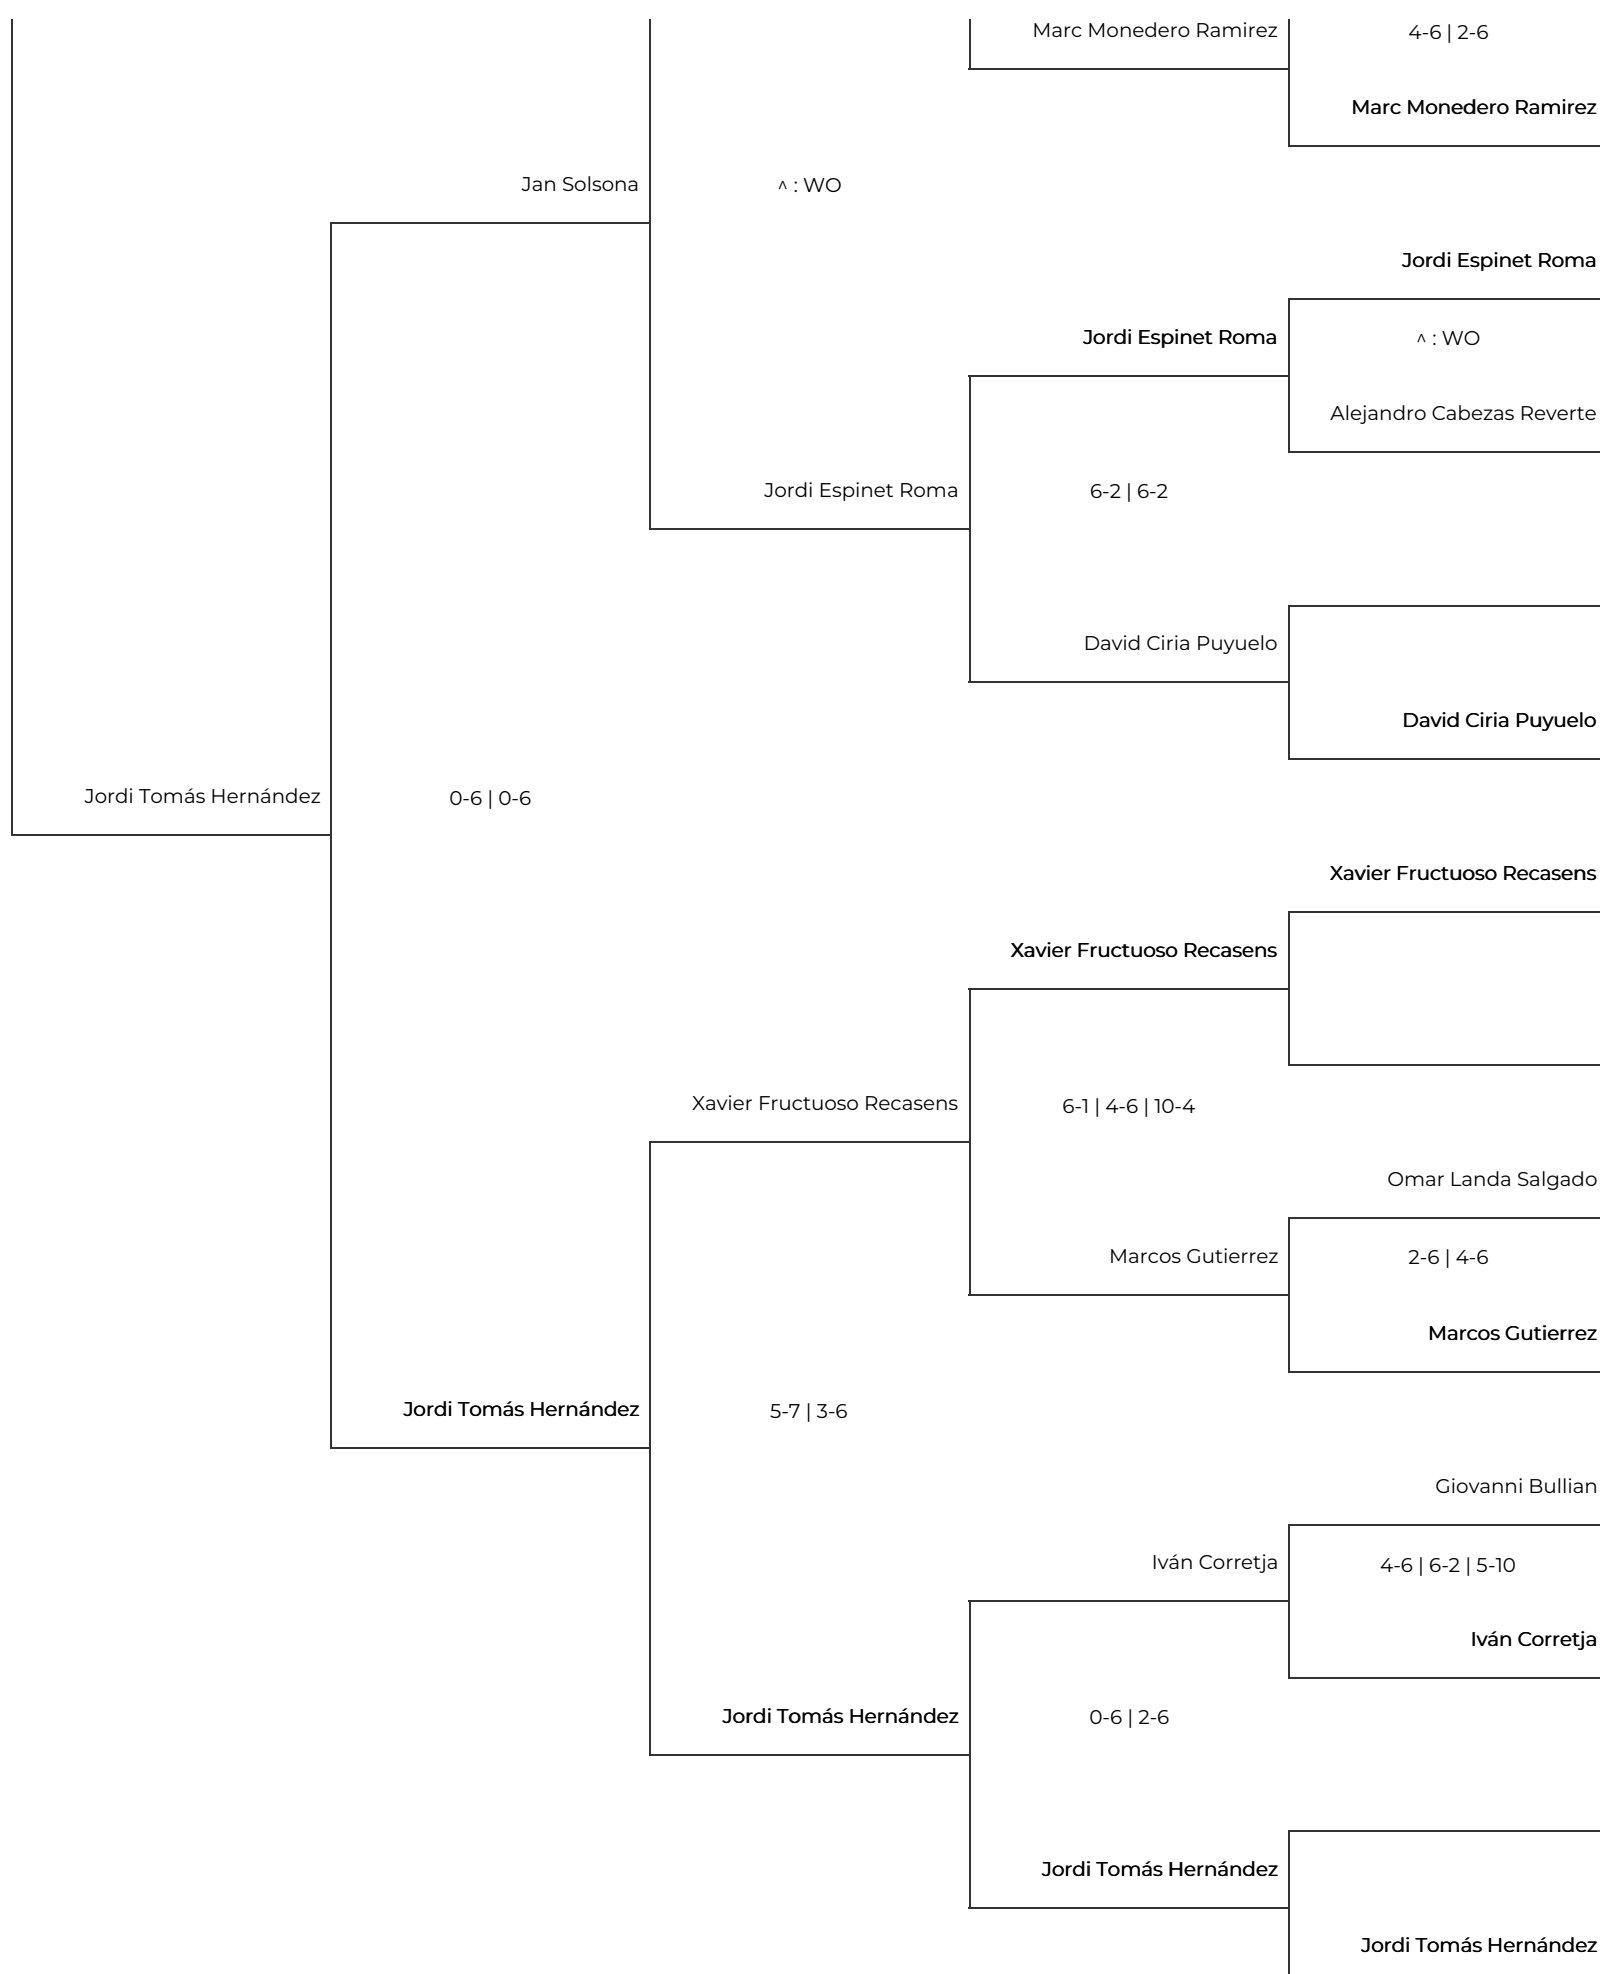 Marc Monedero Ramirez
4-6 | 2-6
Marc Monedero Ramirez
Jan Solsona
^ : WO
Jordi Espinet Roma
Jordi Espinet Roma
^ : WO
Alejandro Cabezas Reverte
Jordi Espinet Roma
6-2 | 6-2
David Ciria Puyuelo
David Ciria Puyuelo
Jordi Tomás Hernández
0-6 | 0-6
Xavier Fructuoso Recasens
Xavier Fructuoso Recasens
Xavier Fructuoso Recasens
6-1 | 4-6 | 10-4
Omar Landa Salgado
Marcos Gutierrez
2-6 | 4-6
Marcos Gutierrez
Jordi Tomás Hernández
5-7 | 3-6
Giovanni Bullian
Iván Corretja
4-6 | 6-2 | 5-10
Iván Corretja
Jordi Tomás Hernández
0-6 | 2-6
Jordi Tomás Hernández
Jordi Tomás Hernández